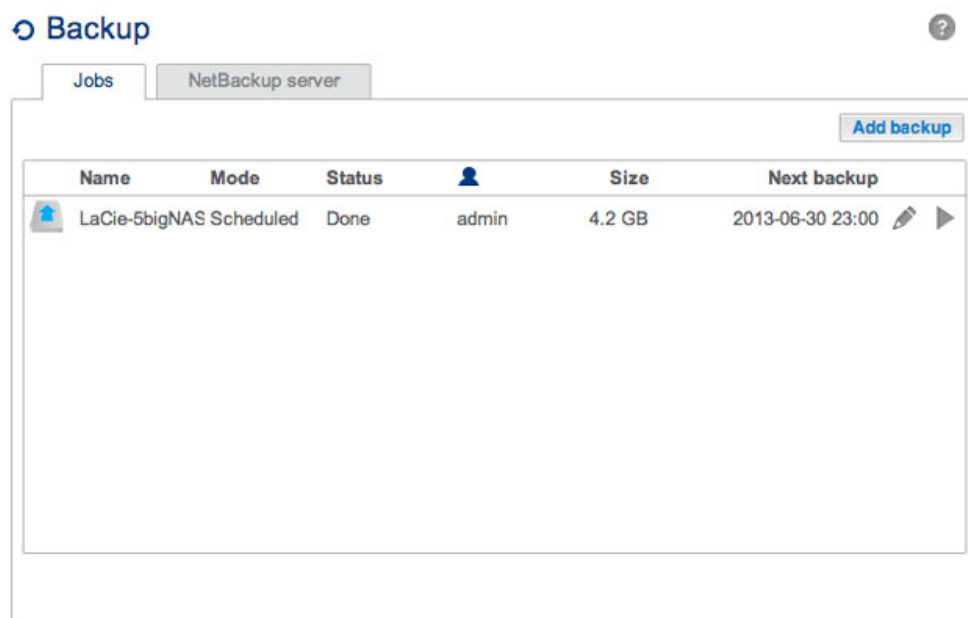 Backup
?
Jobs NetBackup server
Add backup
Name Mode Status Size Next backup
LaCie-5bigNAS Scheduled Done admin 4.2 GB 2013-06-30 23:00